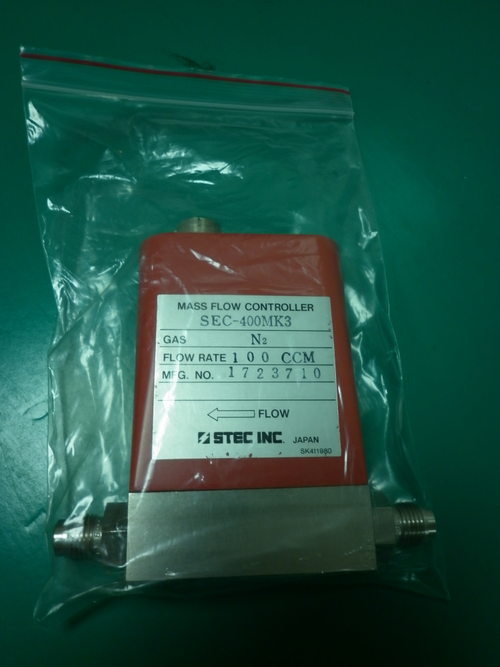 MASS FLOW CONTROLLER
SEC-400MK3
GAS N₂
FLOW RATE 100 CCM
MFG. NO. 1723710
FLOW
STEC INC. JAPAN
SK411980